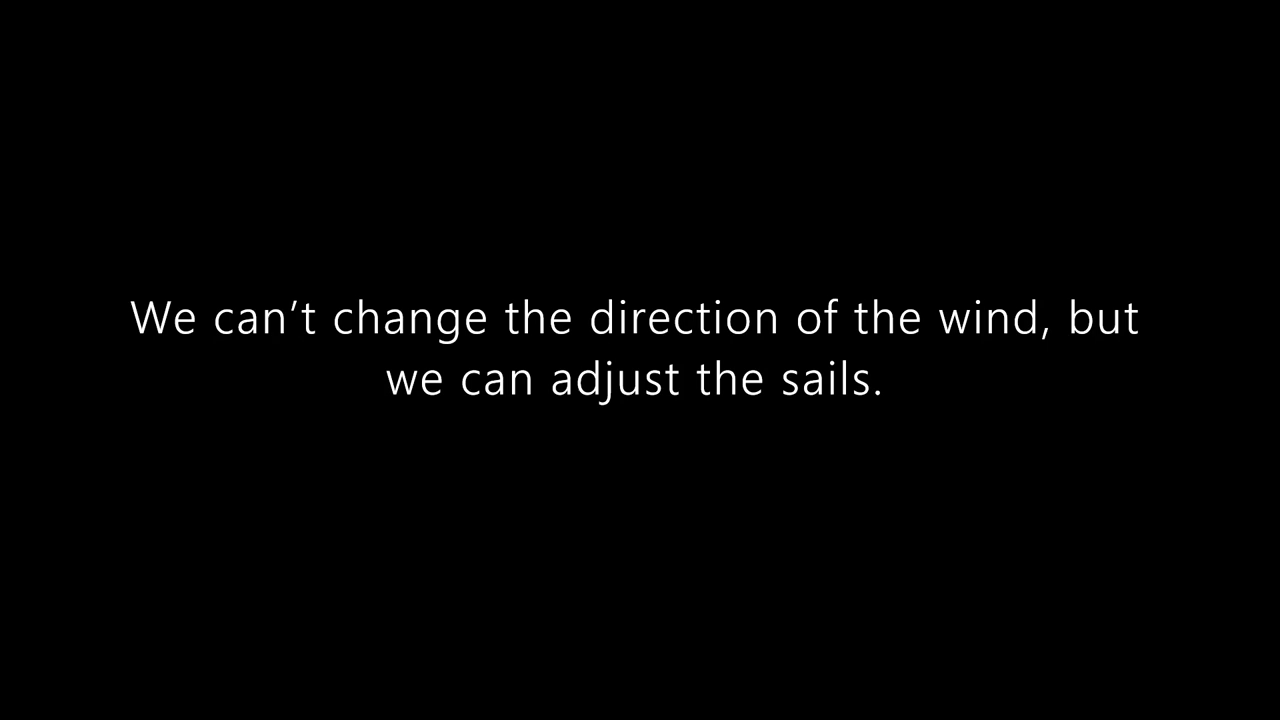 We can’t change the direction of the wind, but
we can adjust the sails.